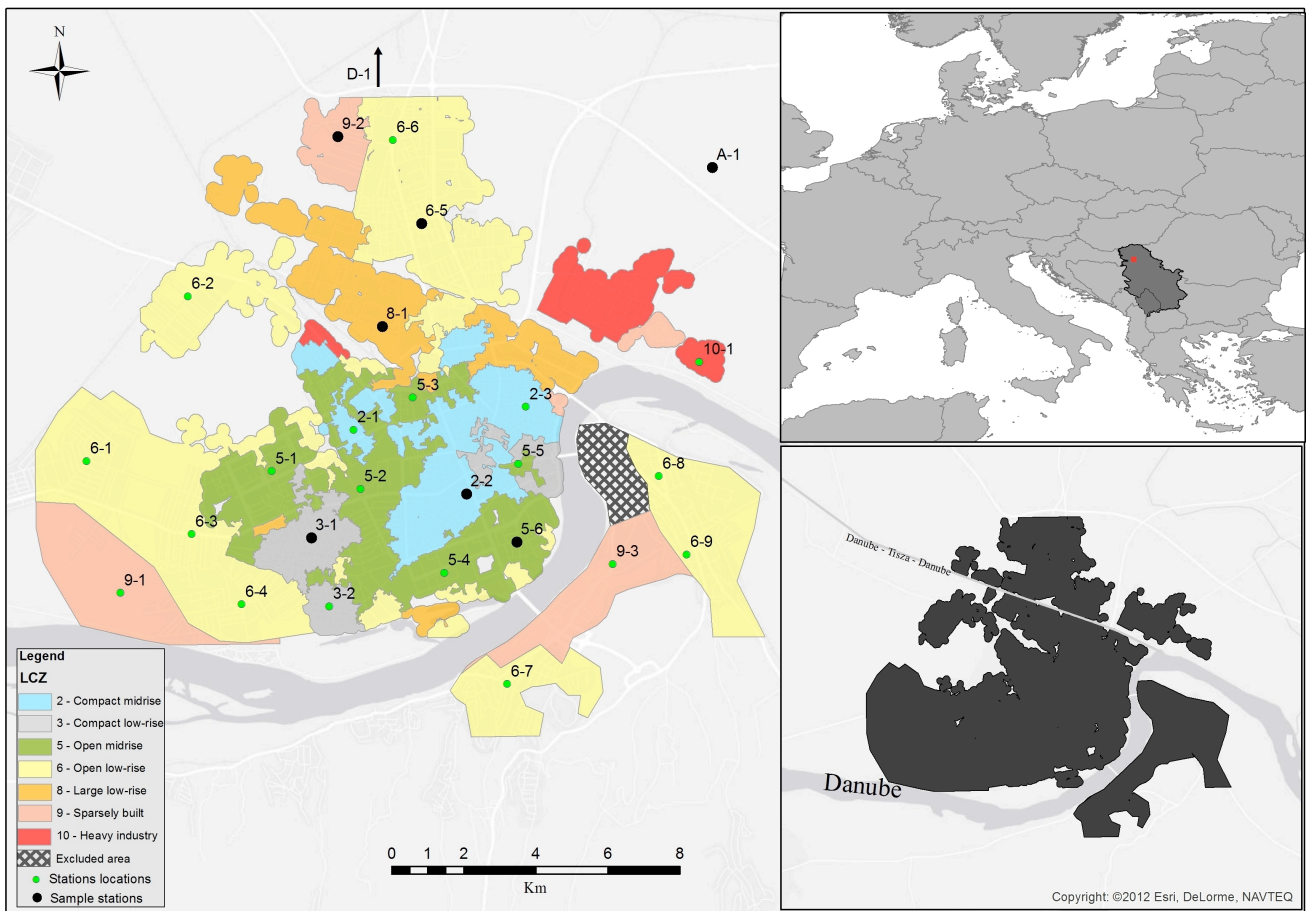 N
D-1
9-2
6-6
A-1
6-5
6-2
8-1
10-1
5-3
2-3
2-1
6-1
5-1
5-5
6-8
5-2
2-2
6-3
3-1
5-6
9-3
6-9
5-4
9-1
6-4
3-2
6-7
Legend
LCZ
2 - Compact midrise
3 - Compact low-rise
5 - Open midrise
6 - Open low-rise
8 - Large low-rise
9 - Sparsely built
10 - Heavy industry
Excluded area
Stations locations
Sample stations
0 1 2 4 6 8
Km
Danube - Tisza - Danube
Danube
Copyright: ©2012 Esri, DeLorme, NAVTEQ